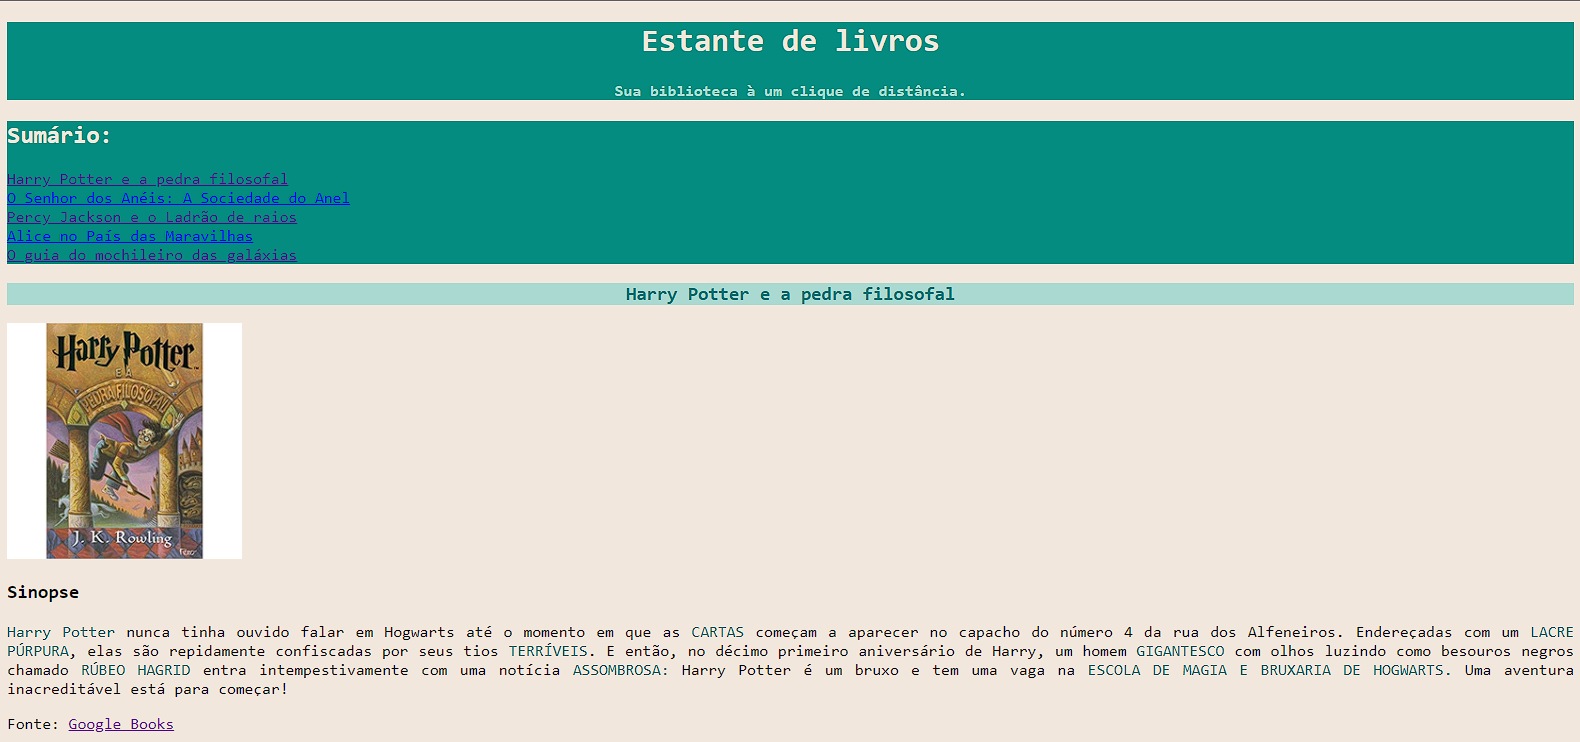 Estante de livros
Sua biblioteca à um clique de distância.
Sumário:
Harry Potter e a pedra filosofal
O Senhor dos Anéis: A Sociedade do Anel
Percy Jackson e o Ladrão de raios
Alice no País das Maravilhas
O guia do mochileiro das galáxias
Harry Potter e a pedra filosofal
Harry Potter
E A
PEDRA FILOSOFAL
J. K. Rowling
Sinopse
Harry Potter nunca tinha ouvido falar em Hogwarts até o momento em que as CARTAS começam a aparecer no capacho do número 4 da rua dos Alfeneiros. Endereçadas com um LACRE
PÚRPURA, elas são repidamente confiscadas por seus tios TERRÍVEIS. E então, no décimo primeiro aniversário de Harry, um homem GIGANTESCO com olhos luzindo como besouros negros
chamado RÚBEO HAGRID entra intempestivamente com uma notícia ASSOMBROSA: Harry Potter é um bruxo e tem uma vaga na ESCOLA DE MAGIA E BRUXARIA DE HOGWARTS. Uma aventura
inacreditável está para começar!
Fonte: Google Books